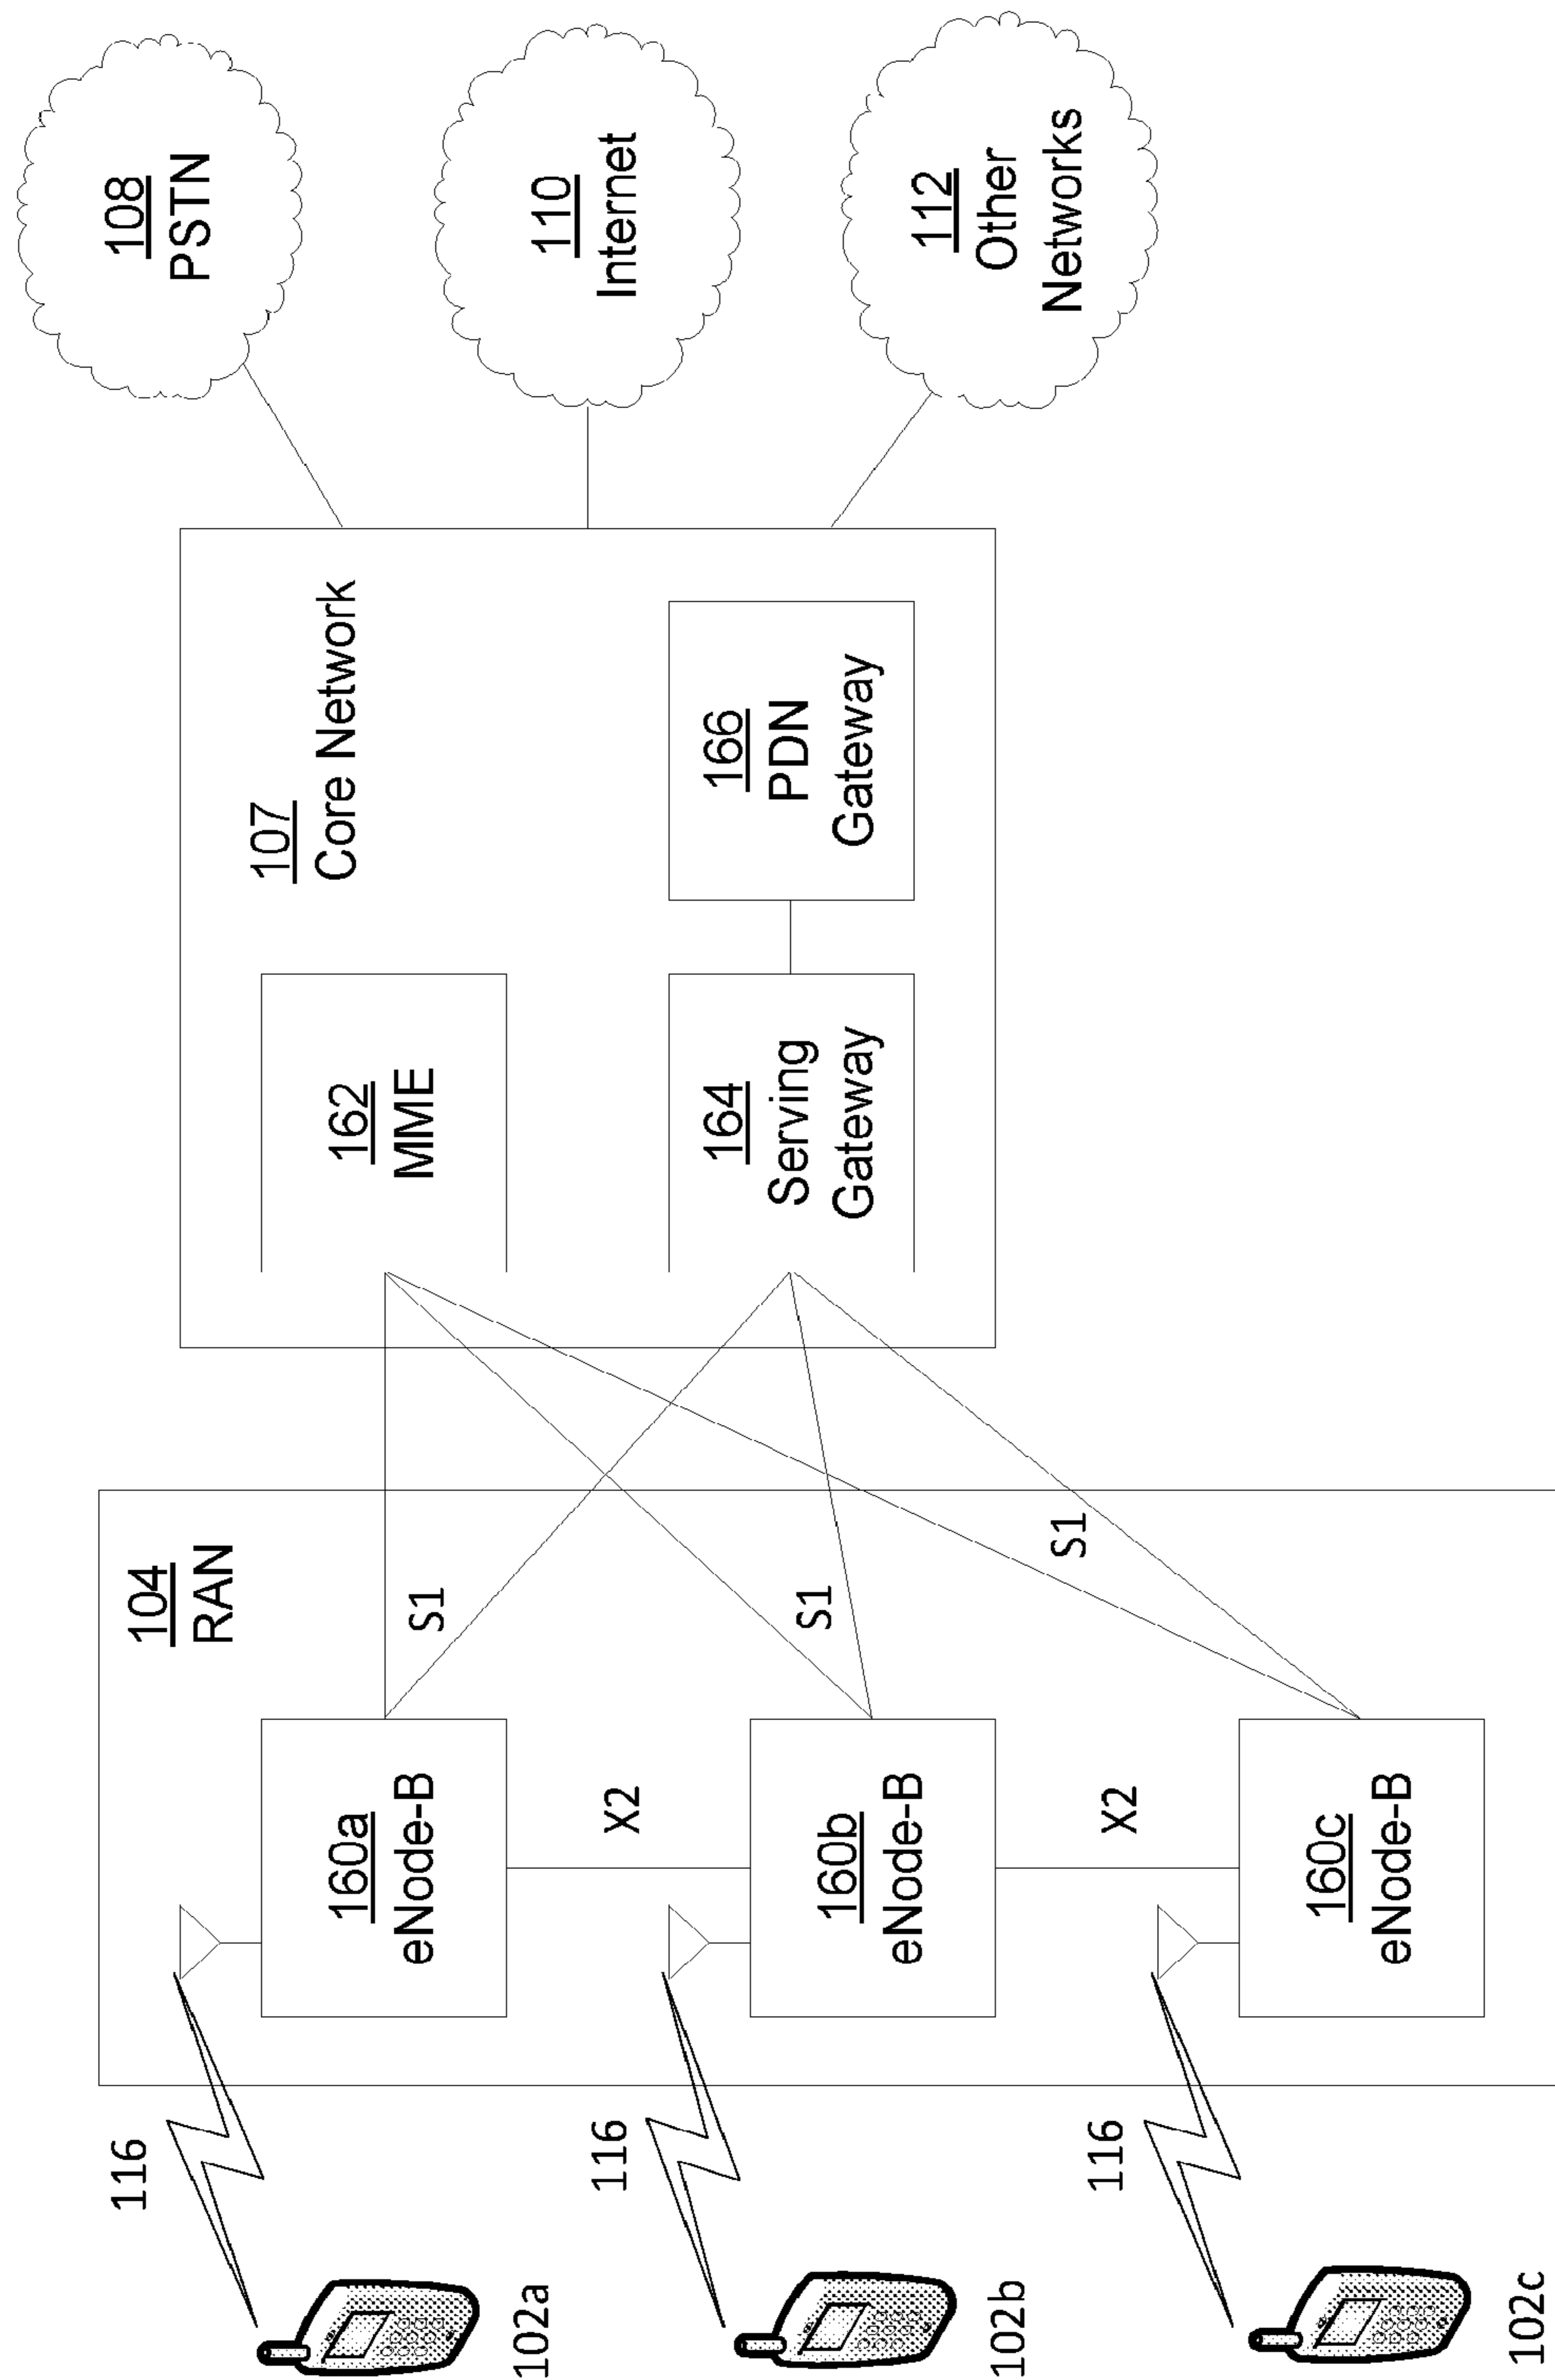 102a
116
104
RAN
160a
eNode-B
S1
X2
102b
116
160b
eNode-B
S1
X2
102c
116
160c
eNode-B
S1
107
Core Network
162
MME
164
Serving
Gateway
166
PDN
Gateway
108
PSTN
110
Internet
112
Other
Networks